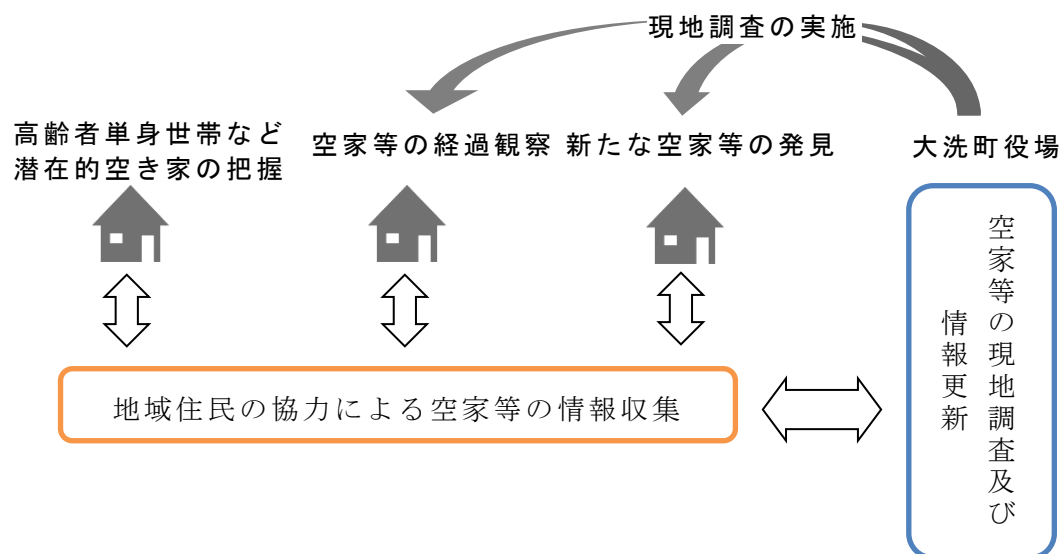 現地調査の実施
高齢者単身世帯など
潜在的空き家の把握
空家等の経過観察
新たな空家等の発見
大洗町役場
空家等の現地調査及び
情報更新
地域住民の協力による空家等の情報収集